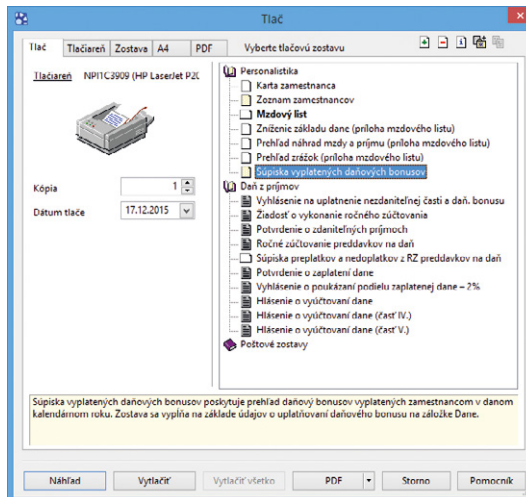 Tlač
Tlač Tlačiareň Zostava A4 PDF Vyberte tlačovú zostavu
Tlačiareň NPI1C3909 (HP LaserJet P20
Kópia 1
Dátum tlače 17.12.2015
Personalistika
Karta zamestnanca
Zoznam zamestnancov
Mzdový list
Zníženie základu dane (príloha mzdového listu)
Prehľad náhrad mzdy a príjmu (príloha mzdového listu)
Prehľad zrážok (príloha mzdového listu)
Súpiska vyplatených daňových bonusov
Daň z príjmov
Vyhlásenie na uplatnenie nezdaniteľnej časti a daň. bonusu
Žiadosť o vykonanie ročného zúčtovania
Potvrdenie o zdaniteľných príjmoch
Ročné zúčtovanie preddavkov na daň
Súpiska preplatkov a nedoplatkov z RZ preddavkov na daň
Potvrdenie o zaplatení dane
Vyhlásenie o poukázaní podielu zaplatenej dane – 2%
Hlásenie o vyúčtovaní dane
Hlásenie o vyúčtovaní dane (časť IV.)
Hlásenie o vyúčtovaní dane (časť V.)
Poštové zostavy
Súpiska vyplatených daňových bonusov poskytuje prehľad daňový bonusov vyplatených zamestnancom v danom
kalendárnom roku. Zostava sa vypĺňa na základe údajov o uplatňovaní daňového bonusu na záložke Dane.
Náhľad Vytlačiť Vytlačiť všetko PDF Storno Pomocník